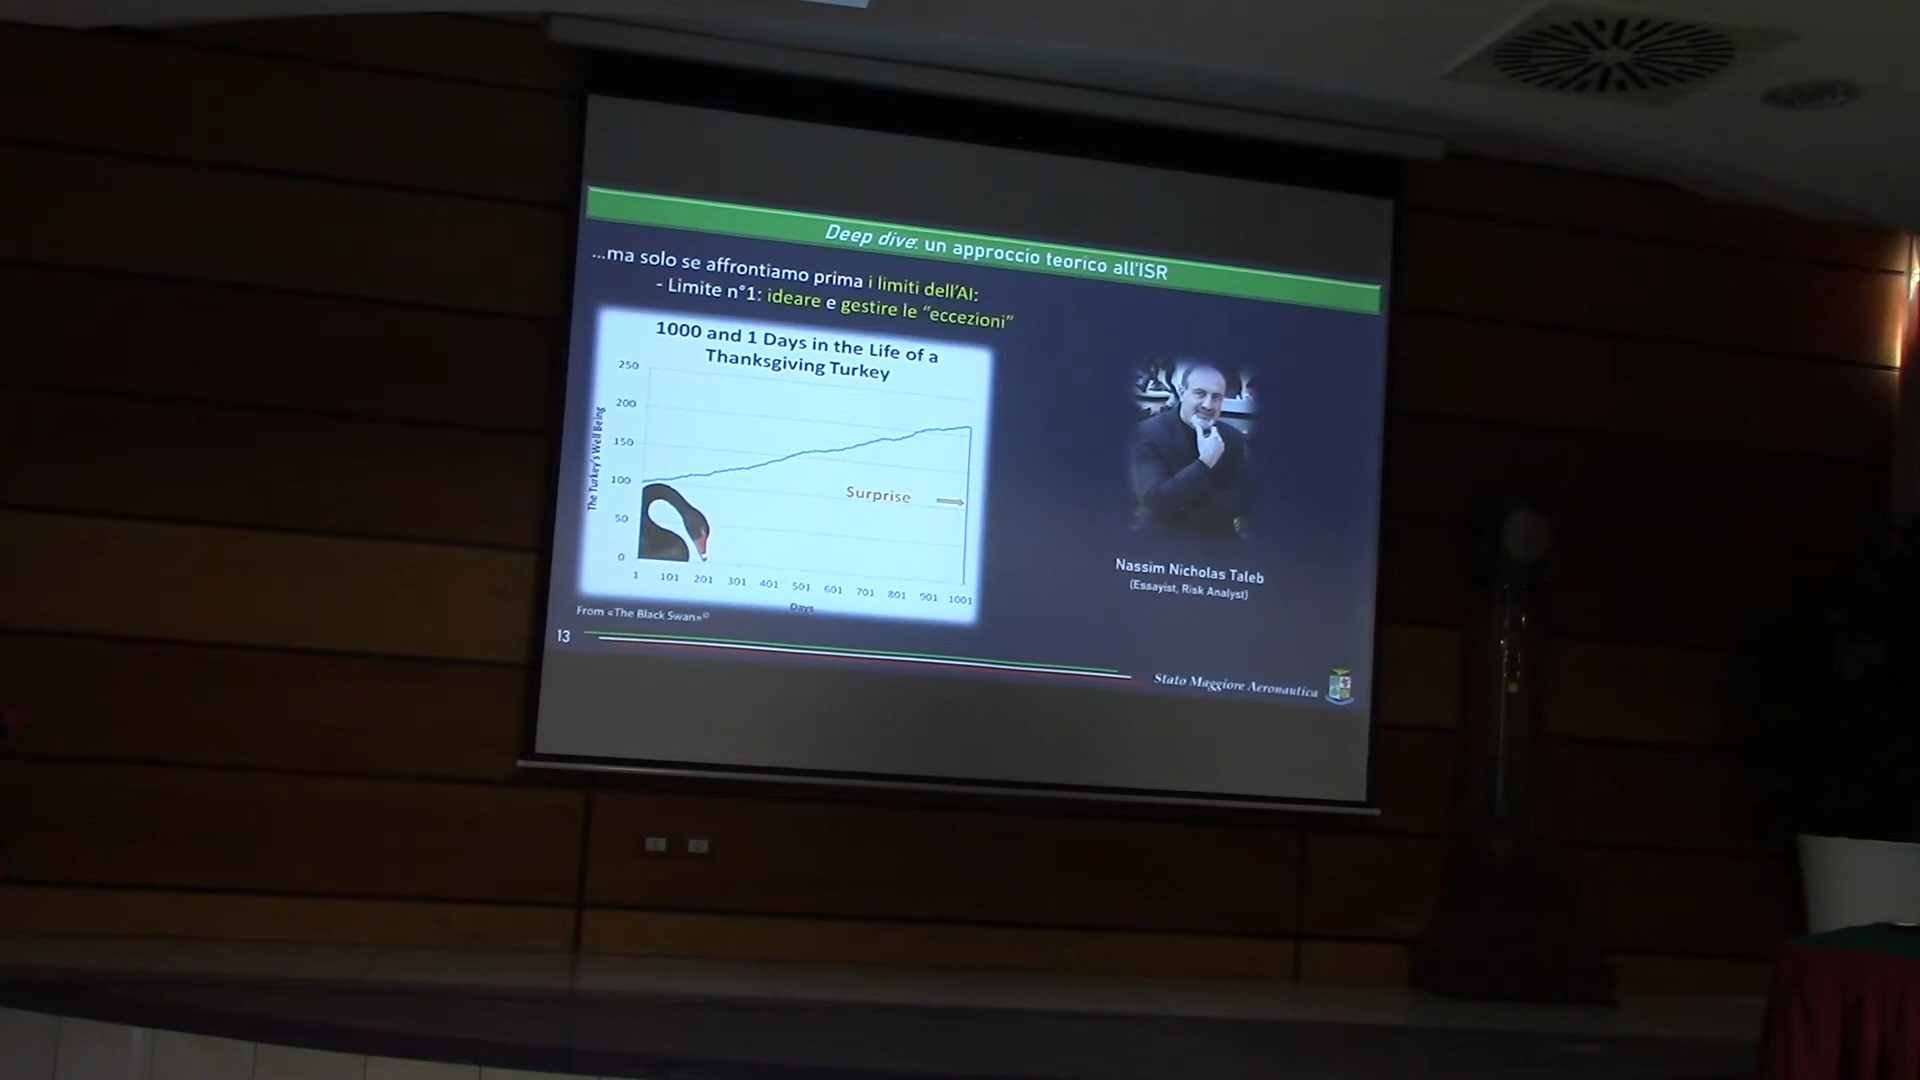 Deep dive: un approccio teorico all'ISR
...ma solo se affrontiamo prima i limiti dell'AI:
- Limite n°1: ideare e gestire le "eccezioni"
1000 and 1 Days in the Life of a
Thanksgiving Turkey
The Turkey's Well Being
250
200
150
100
50
0
Surprise
1 101 201 301 401 501 601 701 801 901 1001
Days
From «The Black Swan»©
Nassim Nicholas Taleb
(Essayist, Risk Analyst)
13
Stato Maggiore Aeronautica